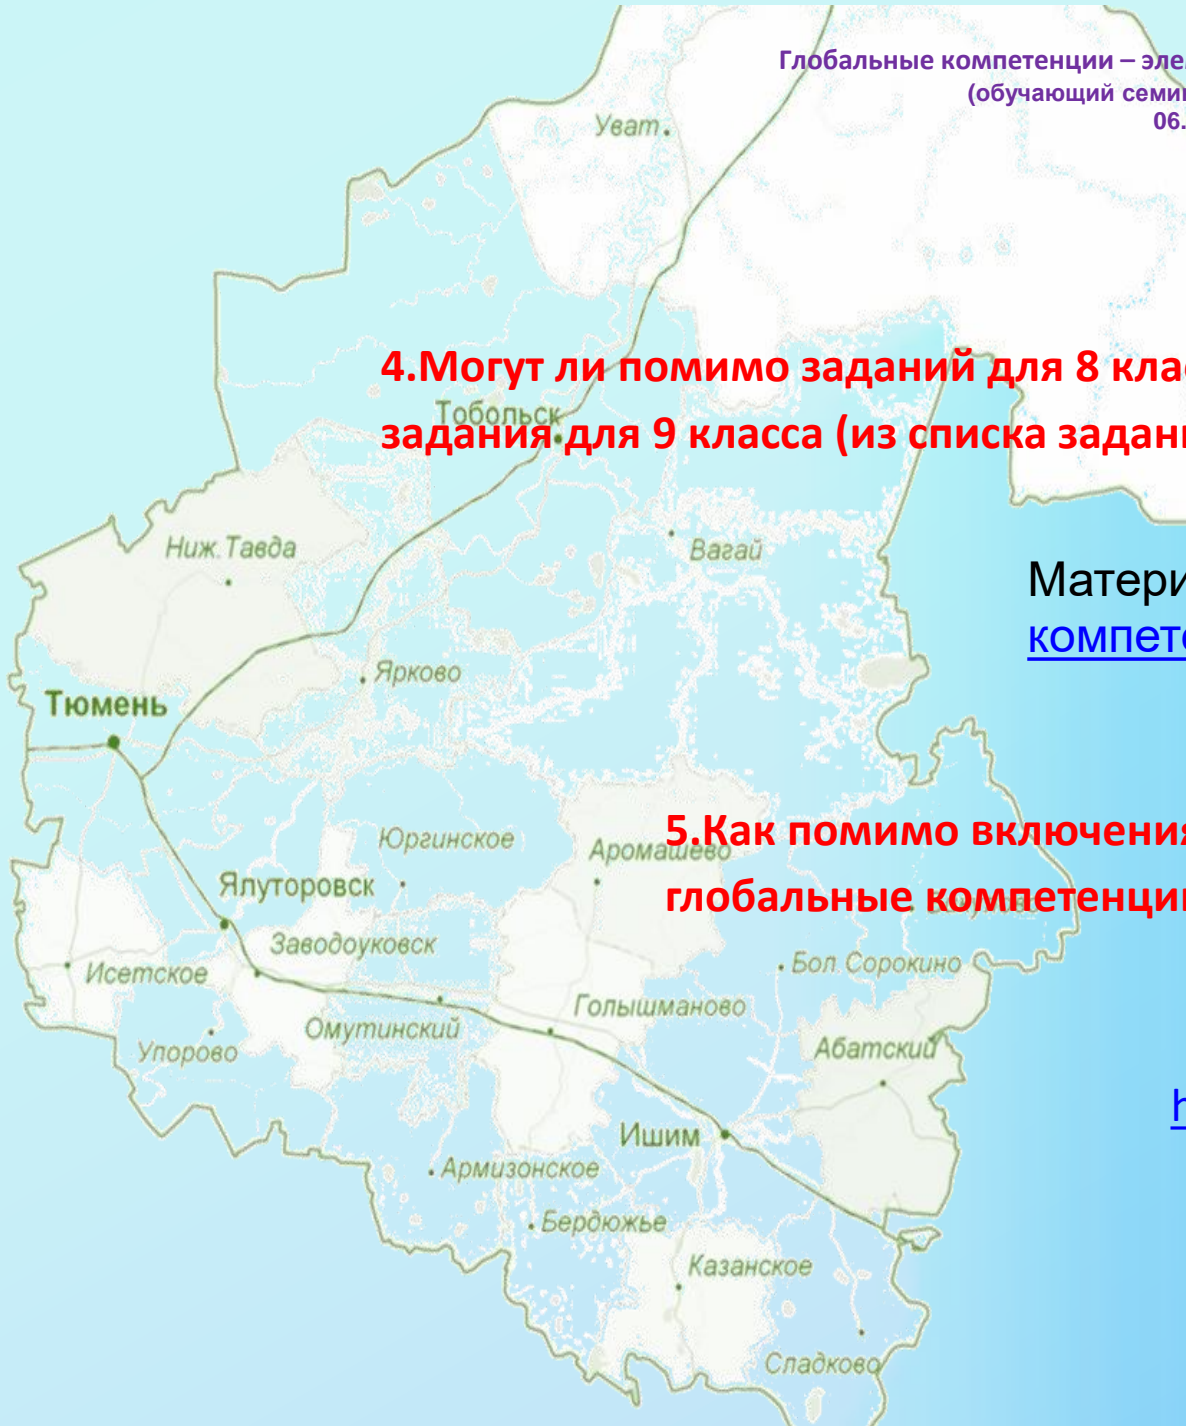 Глобальные компетенции – эле
(обучающий семи
06.
Уват
4.Могут ли помимо заданий для 8 кла
Тобольск
задания для 9 класса (из списка задан
Ниж.Тавда
Вагай
Матери
компет
Ярково
Тюмень
5.Как помимо включения
Юргинское
Аромашево
Ялуторовск
глобальные компетенци
Заводоуковск
Исетское
Бол.Сорокино
Голышманово
Омутинский
Упорово
Абатский
h
Ишим
Армизонское
Бердюжье
Казанское
Сладково